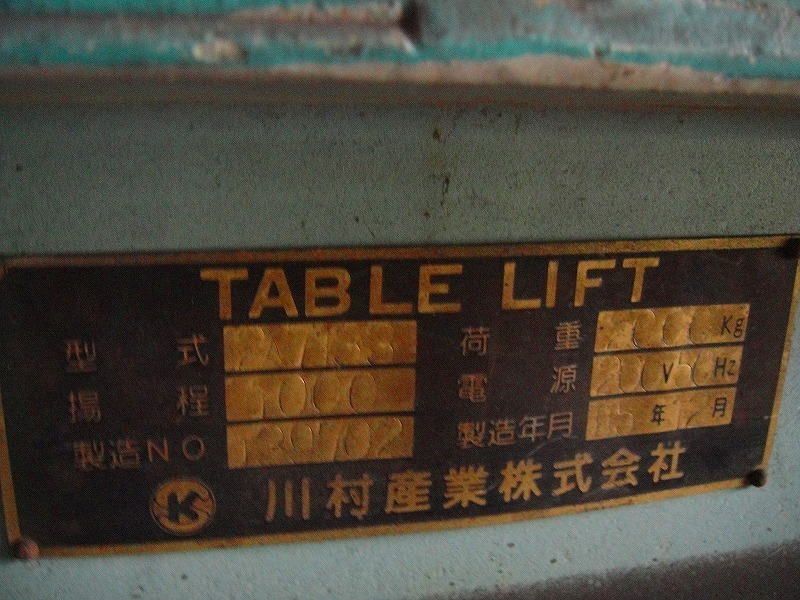 TABLE LIFT
型式 荷重 Kg
揚程 1000 電源 V Hz
製造NO 製造年月 年 月
K 川村産業株式会社